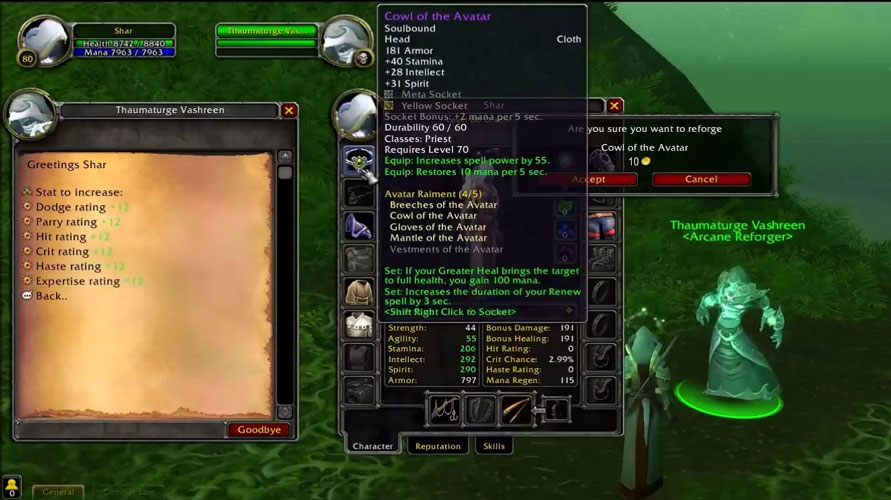 Shar
Health 8742 / 8840
Mana 7963 / 7963
80
Thaumaturge Vas...
Thaumaturge Vashreen
Greetings Shar
Stat to increase:
Dodge rating +12
Parry rating +12
Hit rating +12
Crit rating +12
Haste rating +12
Expertise rating +12
Back..
Goodbye
Cowl of the Avatar
Soulbound
Head Cloth
181 Armor
+40 Stamina
+28 Intellect
+31 Spirit
Meta Socket
Yellow Socket
Shar
Socket Bonus: +2 mana per 5 sec.
Durability 60 / 60
Classes: Priest
Requires Level 70
Equip: Increases spell power by 55.
Equip: Restores 10 mana per 5 sec.
Avatar Raiment (4/5)
Breeches of the Avatar
Cowl of the Avatar
Gloves of the Avatar
Mantle of the Avatar
Vestments of the Avatar
Set: If your Greater Heal brings the target
to full health, you gain 100 mana.
Set: Increases the duration of your Renew
spell by 3 sec.
<Shift Right Click to Socket>
Are you sure you want to reforge
Cowl of the Avatar
10
Accept Cancel
0
0
0
Strength: 44 Bonus Damage: 191
Agility: 55 Bonus Healing: 191
Stamina: 206 Hit Rating: 0
Intellect: 292 Crit Chance: 2.99%
Spirit: 290 Haste Rating: 0
Armor: 797 Mana Regen: 115
Character Reputation Skills
Thaumaturge Vashreen
<Arcane Reforger>
0
General Combat Log